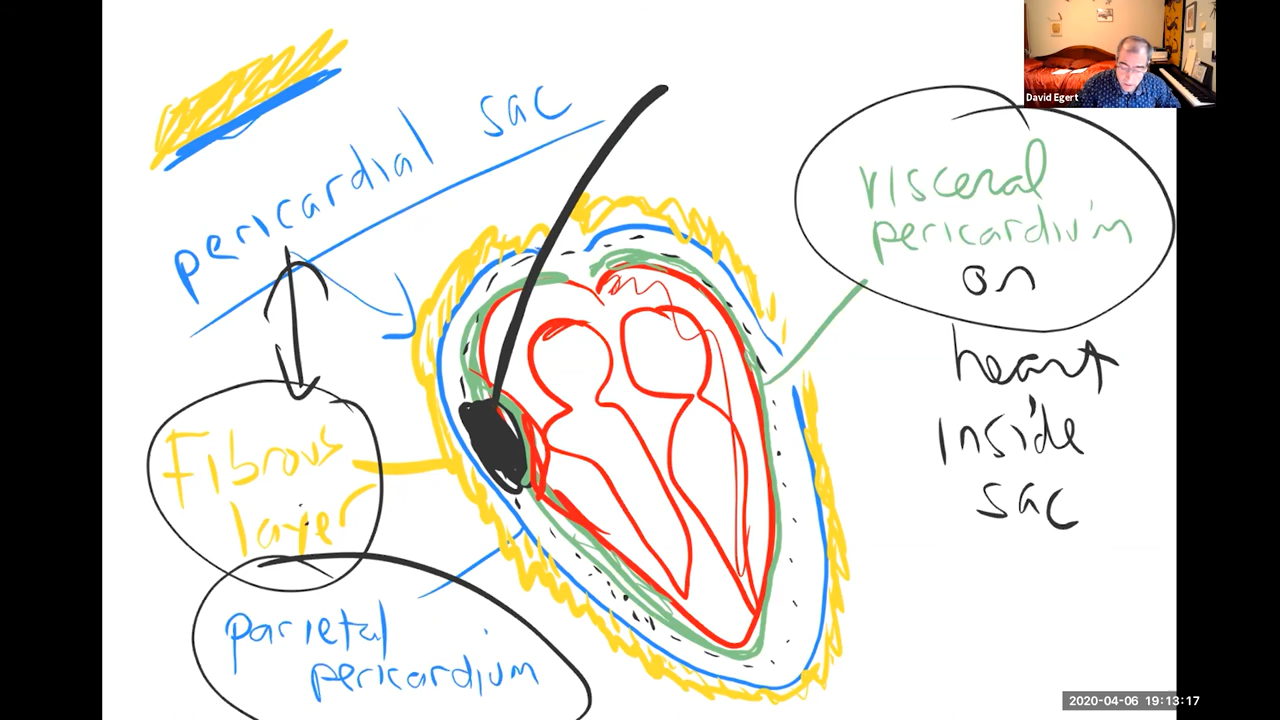 pericardial sac
Fibrous
layer
parietal
pericardium
visceral
pericardium
on
heart
inside
sac
David Egert
2020-04-06 19:13:17